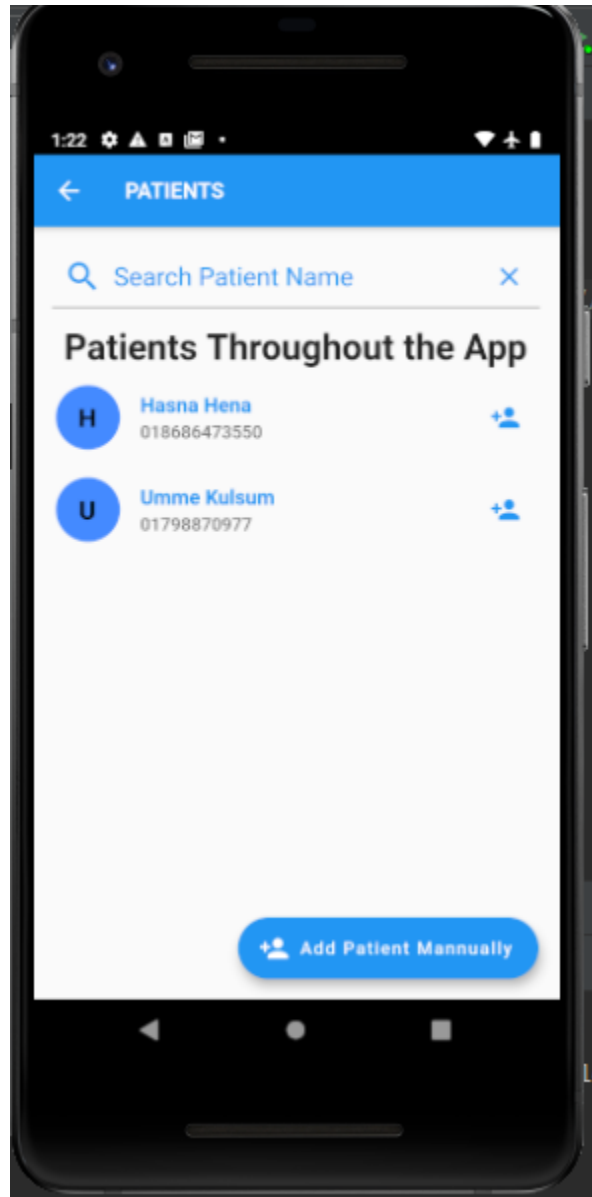 1:22
PATIENTS
Search Patient Name
Patients Throughout the App
H
Hasna Hena
018686473550
U
Umme Kulsum
01798870977
Add Patient Mannually